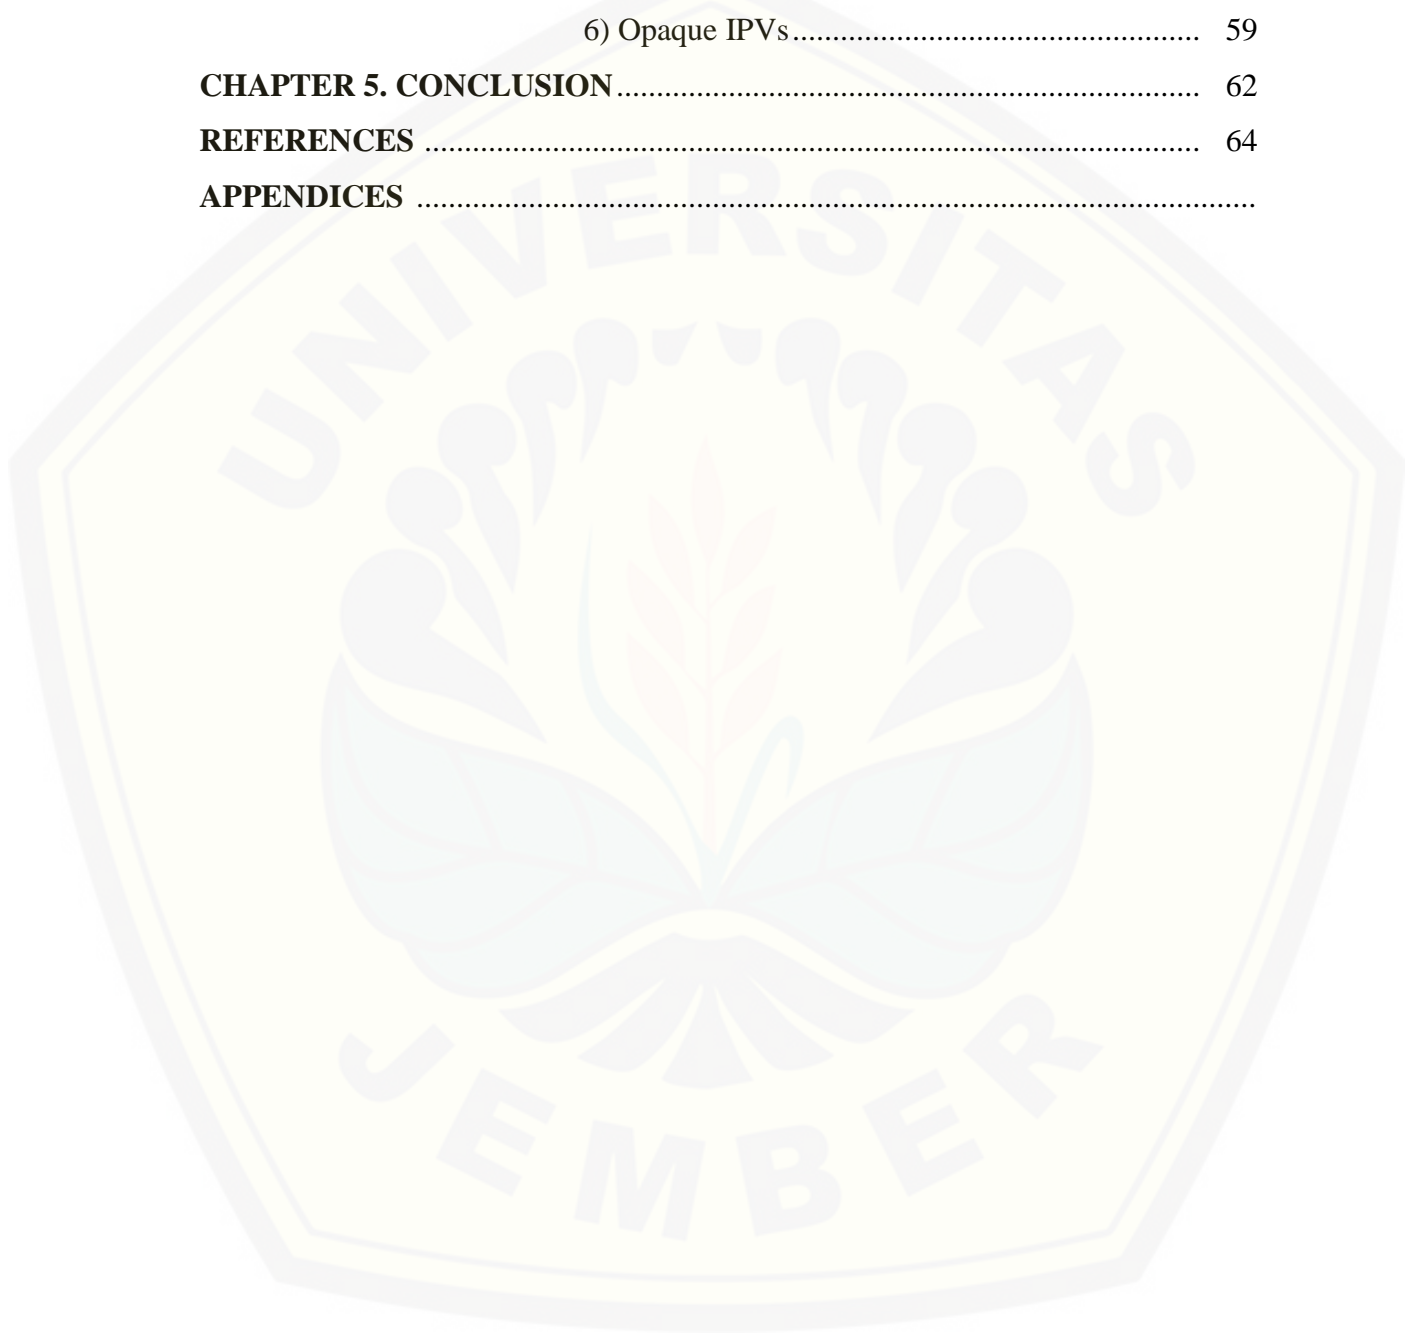 6) Opaque IPVs.................................................. 59
CHAPTER 5. CONCLUSION........................................................................ 62
REFERENCES ................................................................................................ 64
APPENDICES ........................................................................................................
UNIVERSITAS
JEMBER